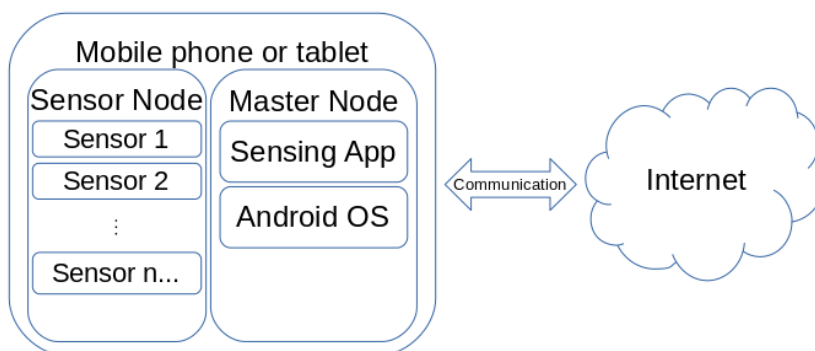 Mobile phone or tablet
Sensor Node
Sensor 1
Sensor 2
⋮
Sensor n...
Master Node
Sensing App
Android OS
Communication
Internet